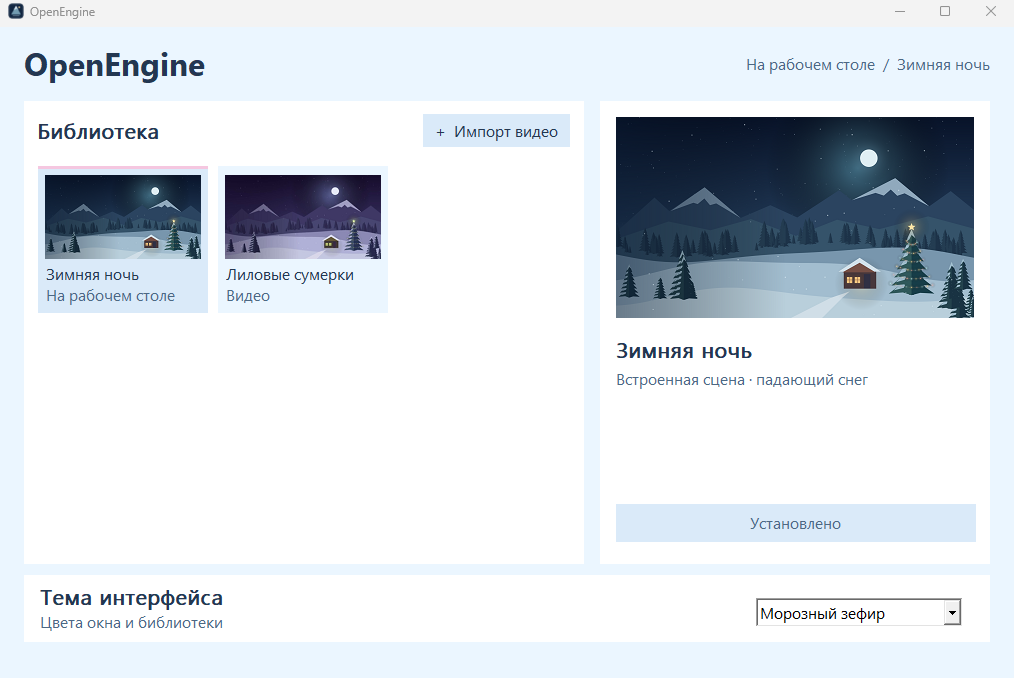 OpenEngine
OpenEngine
На рабочем столе / Зимняя ночь
Библиотека
+ Импорт видео
Зимняя ночь
На рабочем столе
Лиловые сумерки
Видео
Зимняя ночь
Встроенная сцена · падающий снег
Установлено
Тема интерфейса
Цвета окна и библиотеки
Морозный зефир